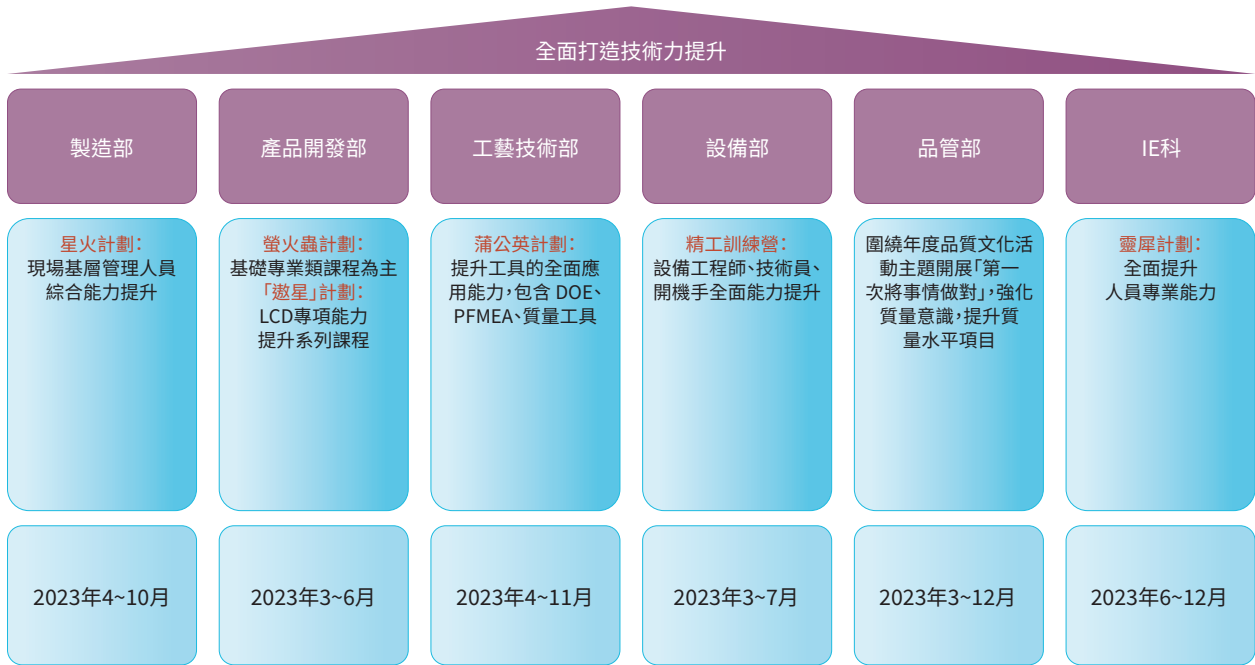 全面打造技術力提升
製造部
產品開發部
工藝技術部
設備部
品管部
IE科
星火計劃：
現場基層管理人員
綜合能力提升
螢火蟲計劃：
基礎專業類課程為主
「遨星」計劃：
LCD專項能力
提升系列課程
蒲公英計劃：
提升工具的全面應
用能力，包含 DOE、
PFMEA、質量工具
精工訓練營：
設備工程師、技術員、
開機手全面能力提升
圍繞年度品質文化活
動主題開展「第一
次將事情做對」，強化
質量意識，提升質
量水平項目
靈犀計劃：
全面提升
人員專業能力
2023年4~10月
2023年3~6月
2023年4~11月
2023年3~7月
2023年3~12月
2023年6~12月